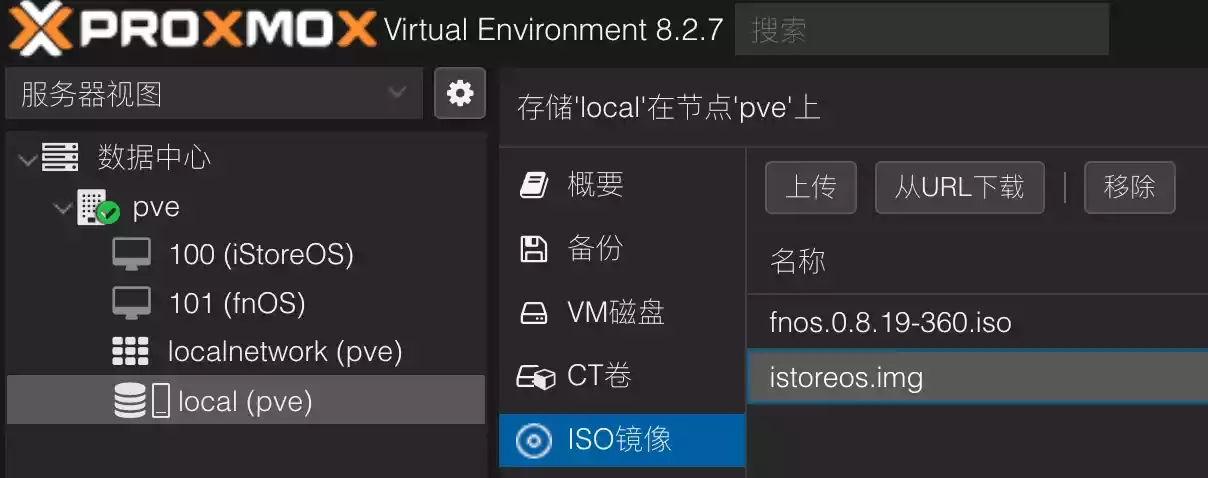 PROXMOX Virtual Environment 8.2.7 搜索
服务器视图
数据中心
pve
100 (iStoreOS)
101 (fnOS)
localnetwork (pve)
local (pve)
存储'local'在节点'pve'上
概要
备份
VM磁盘
CT卷
ISO镜像
上传 从URL下载 移除
名称
fnos.0.8.19-360.iso
istoreos.img